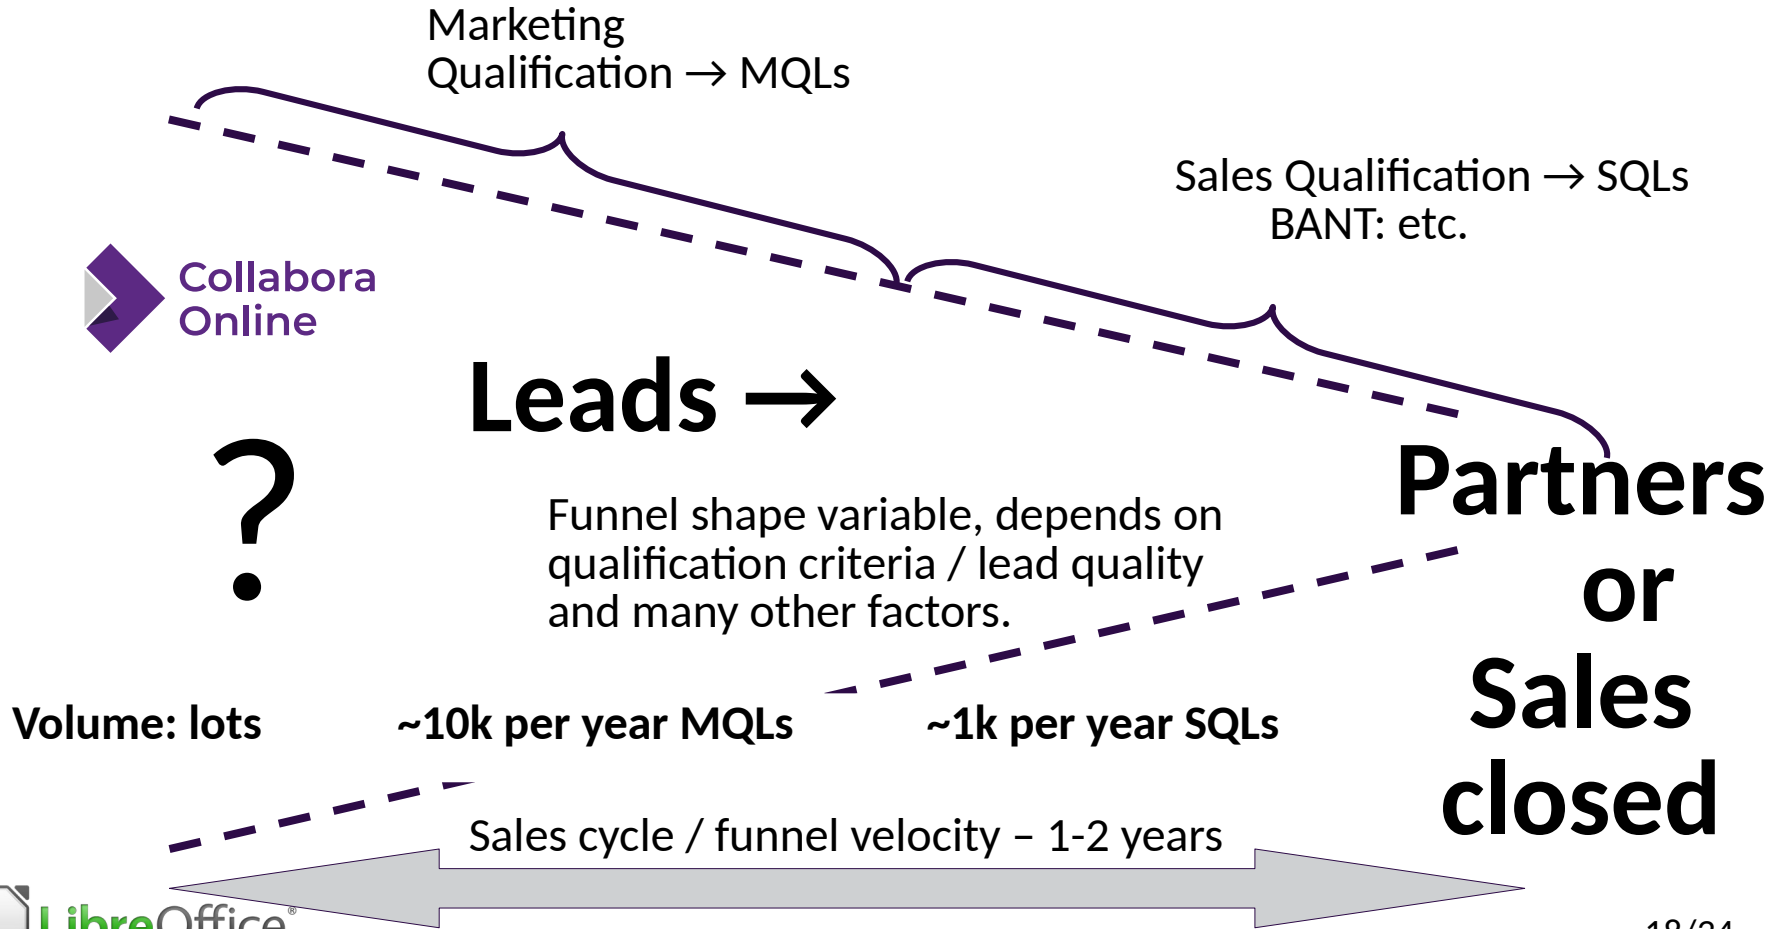 Marketing
Qualification → MQLs
Sales Qualification → SQLs
BANT: etc.
Collabora
Online
Leads →
?
Partners
or
Sales
closed
Funnel shape variable, depends on
qualification criteria / lead quality
and many other factors.
Volume: lots
~10k per year MQLs
~1k per year SQLs
Sales cycle / funnel velocity – 1-2 years
LibreOffice®